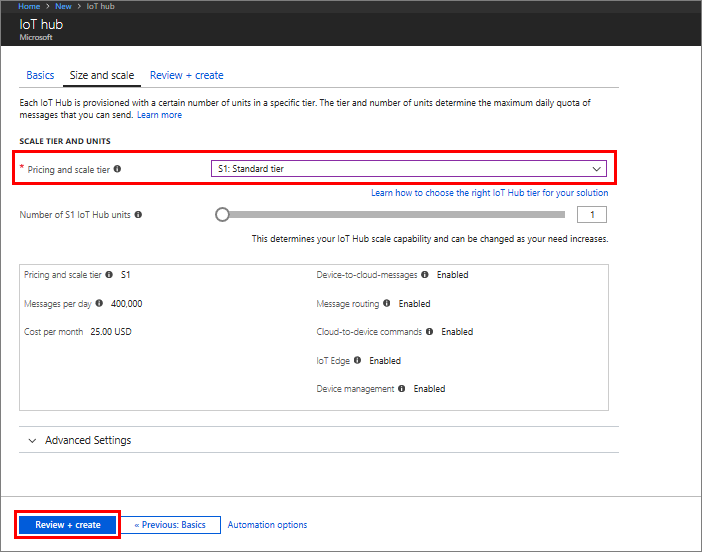 Home > New > IoT hub
IoT hub
Microsoft
Basics Size and scale Review + create
Each IoT Hub is provisioned with a certain number of units in a specific tier. The tier and number of units determine the maximum daily quota of
messages that you can send. Learn more
SCALE TIER AND UNITS
* Pricing and scale tier S1: Standard tier
Learn how to choose the right IoT Hub tier for your solution
Number of S1 IoT Hub units 1
This determines your IoT Hub scale capability and can be changed as your need increases.
Pricing and scale tier S1 Device-to-cloud-messages Enabled
Messages per day 400,000 Message routing Enabled
Cost per month 25.00 USD Cloud-to-device commands Enabled
IoT Edge Enabled
Device management Enabled
Advanced Settings
Review + create « Previous: Basics Automation options